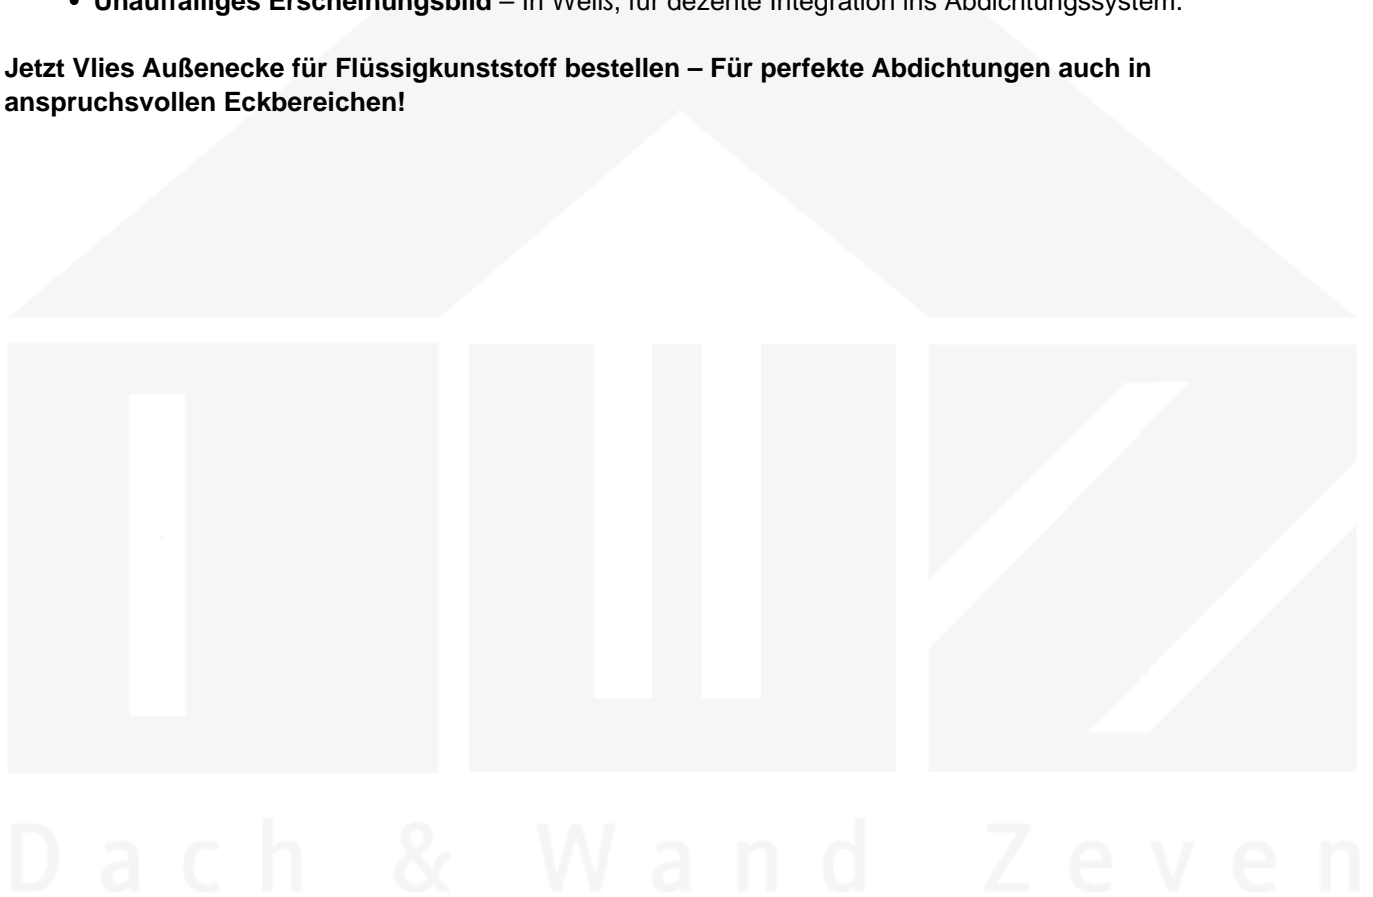 • Unauffälliges Erscheinungsbild – In Weiß, für dezente Integration ins Abdichtungssystem.
Jetzt Vlies Außenecke für Flüssigkunststoff bestellen – Für perfekte Abdichtungen auch in
anspruchsvollen Eckbereichen!
Dach & Wand Zeven